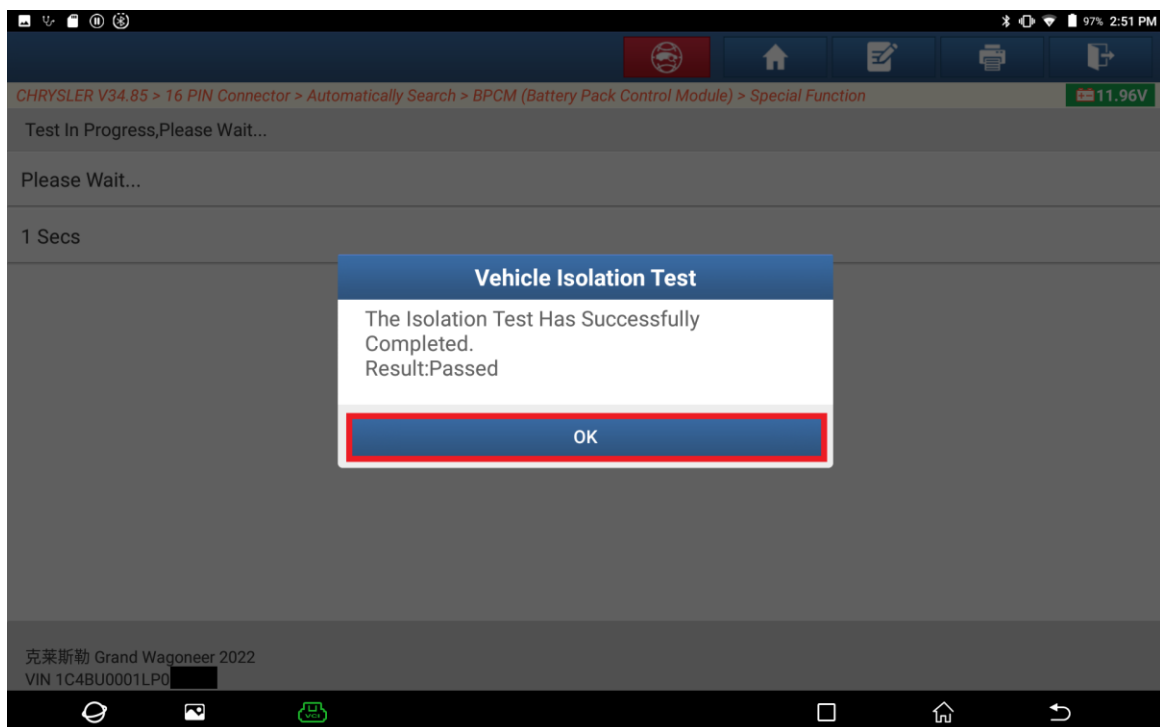 97% 2:51 PM
CHRYSLER V34.85 > 16 PIN Connector > Automatically Search > BPCM (Battery Pack Control Module) > Special Function
11.96V
Test In Progress,Please Wait...
Please Wait...
1 Secs
Vehicle Isolation Test
The Isolation Test Has Successfully
Completed.
Result:Passed
OK
克莱斯勒 Grand Wagoneer 2022
VIN 1C4BU0001LP0
VCI